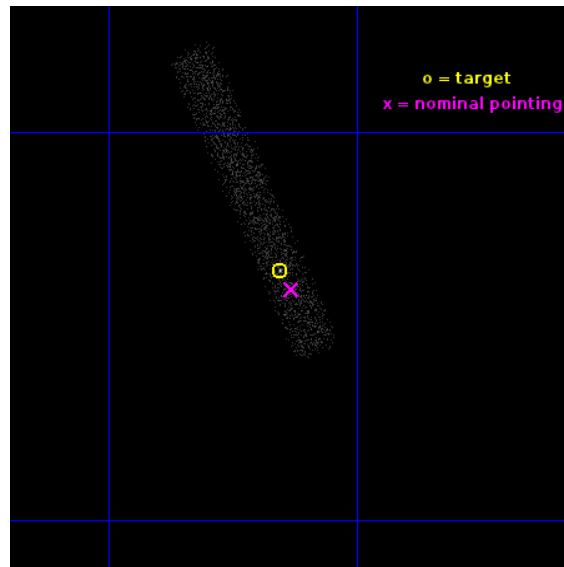 o = target
x = nominal pointing